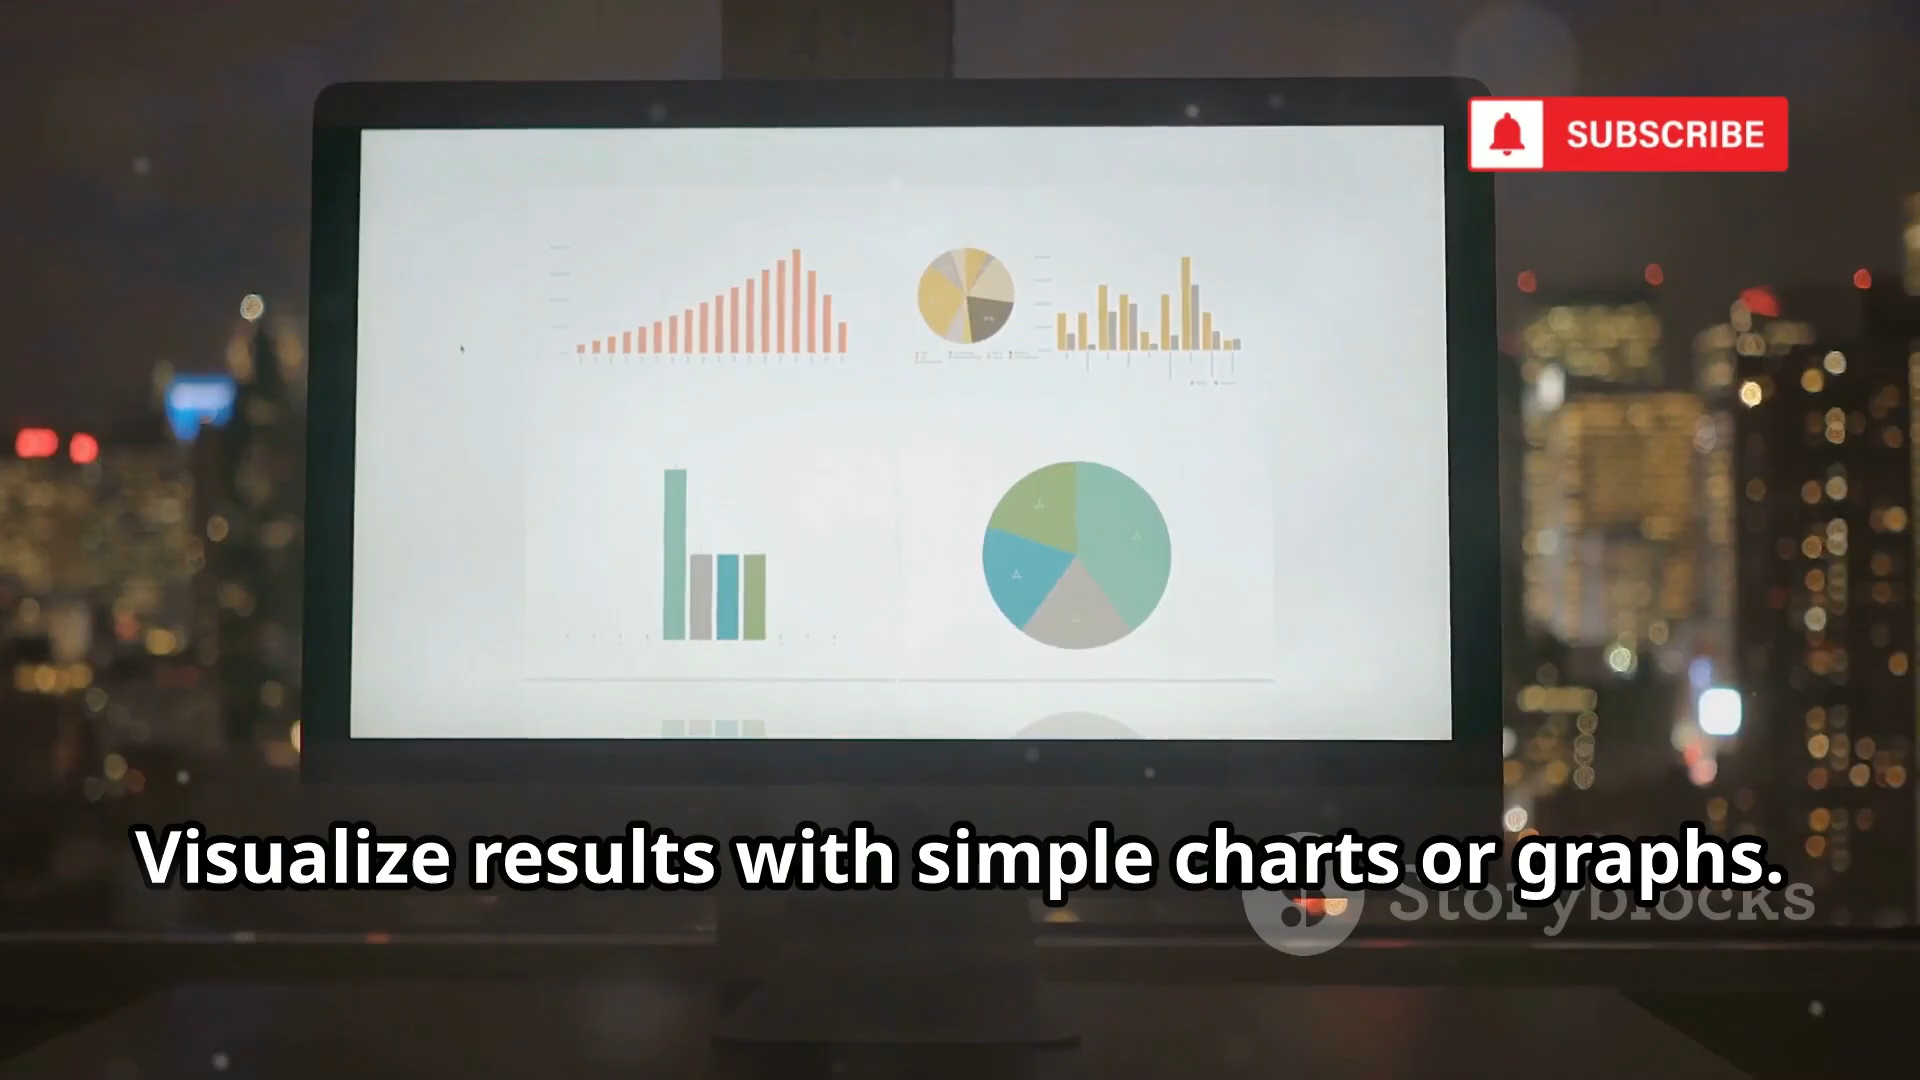 SUBSCRIBE
Visualize results with simple charts or graphs.
Storyblocks